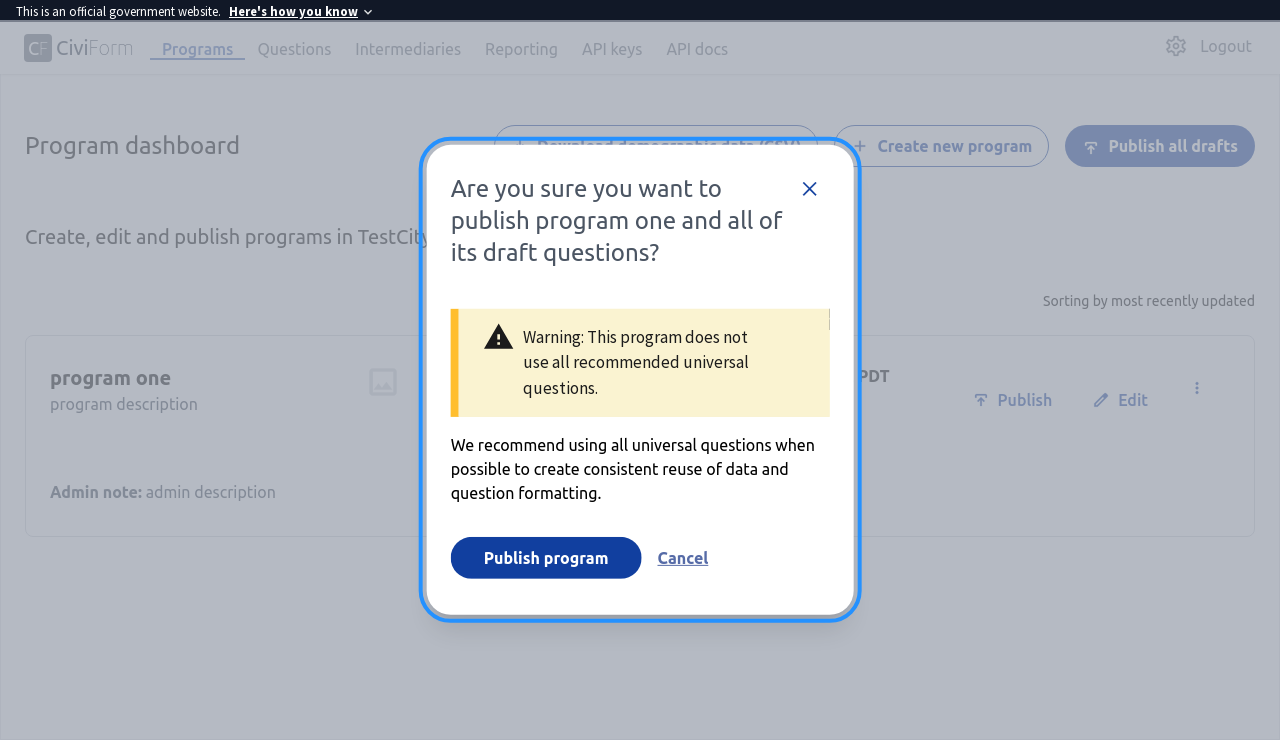 This is an official government website. Here's how you know
CF CiviForm Programs Questions Intermediaries Reporting API keys API docs Logout
Program dashboard Download demographic data (CSV) Create new program Publish all drafts
Create, edit and publish programs in TestCity
Sorting by most recently updated
program one
program description
PDT
Publish Edit
Admin note: admin description
Are you sure you want to
publish program one and all of
its draft questions?
Warning: This program does not
use all recommended universal
questions.
We recommend using all universal questions when
possible to create consistent reuse of data and
question formatting.
Publish program Cancel